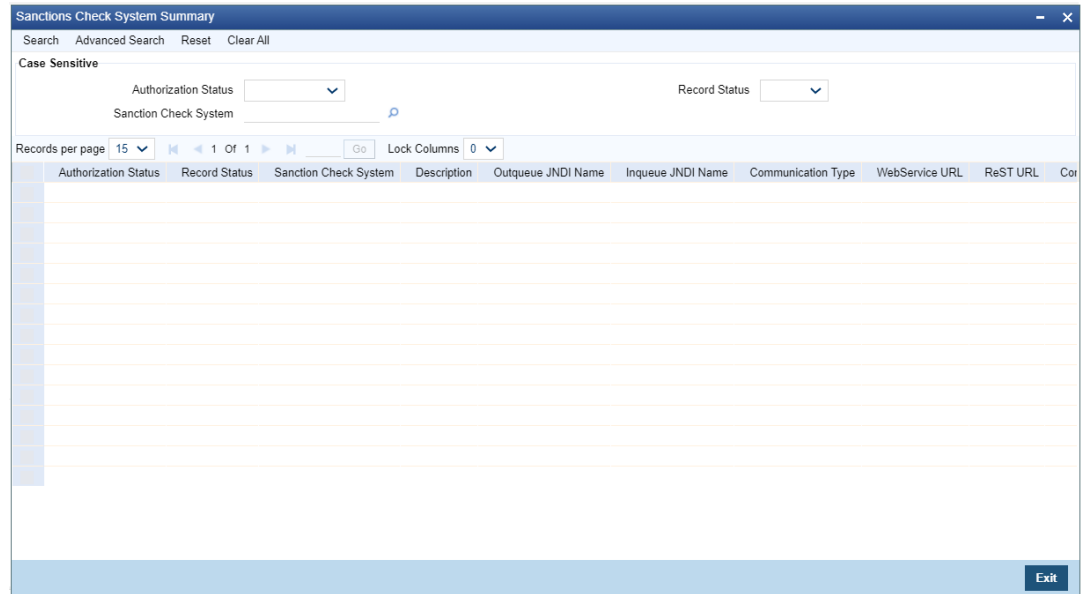 Sanctions Check System Summary
Search Advanced Search Reset Clear All
Case Sensitive
Authorization Status Record Status
Sanction Check System
Records per page 15 1 Of 1 Go Lock Columns 0
Authorization Status Record Status Sanction Check System Description Outqueue JNDI Name Inqueue JNDI Name Communication Type WebService URL ReST URL Cor
Exit